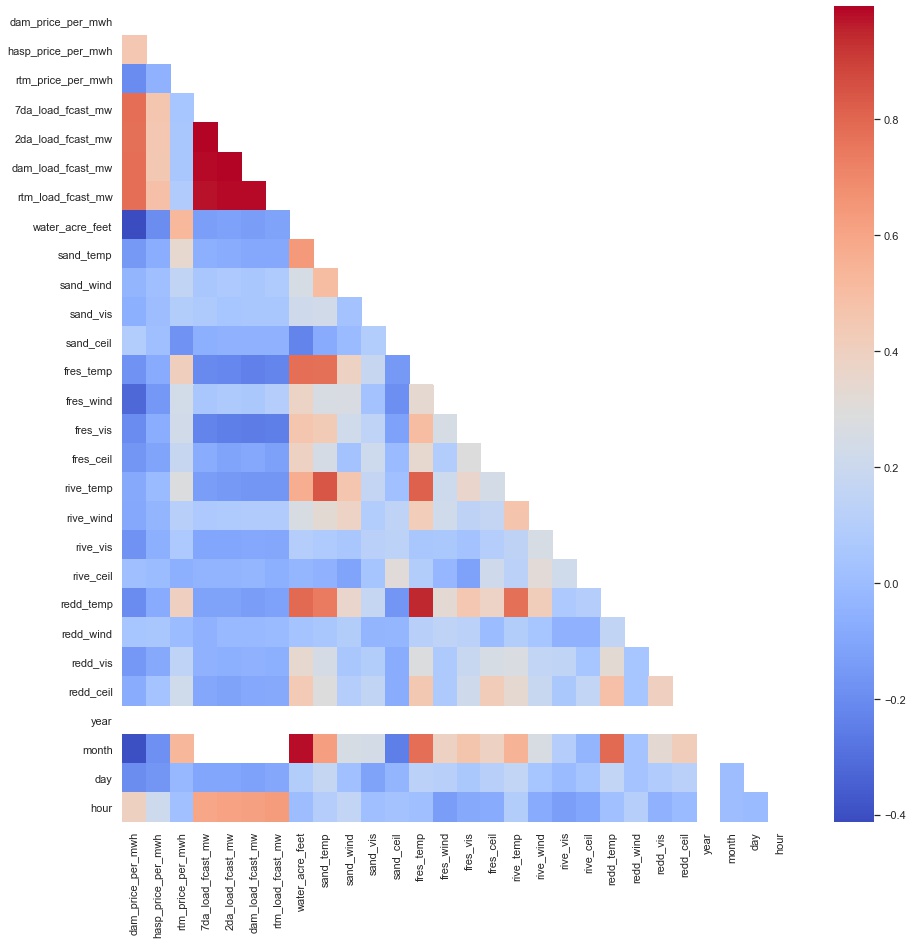 dam_price_per_mwh
hasp_price_per_mwh
rtm_price_per_mwh
7da_load_fcast_mw
2da_load_fcast_mw
dam_load_fcast_mw
rtm_load_fcast_mw
water_acre_feet
sand_temp
sand_wind
sand_vis
sand_ceil
fres_temp
fres_wind
fres_vis
fres_ceil
rive_temp
rive_wind
rive_vis
rive_ceil
redd_temp
redd_wind
redd_vis
redd_ceil
year
month
day
hour
dam_price_per_mwh
hasp_price_per_mwh
rtm_price_per_mwh
7da_load_fcast_mw
2da_load_fcast_mw
dam_load_fcast_mw
rtm_load_fcast_mw
water_acre_feet
sand_temp
sand_wind
sand_vis
sand_ceil
fres_temp
fres_wind
fres_vis
fres_ceil
rive_temp
rive_wind
rive_vis
rive_ceil
redd_temp
redd_wind
redd_vis
redd_ceil
year
month
day
hour
0.8
0.6
0.4
0.2
0.0
−0.2
−0.4